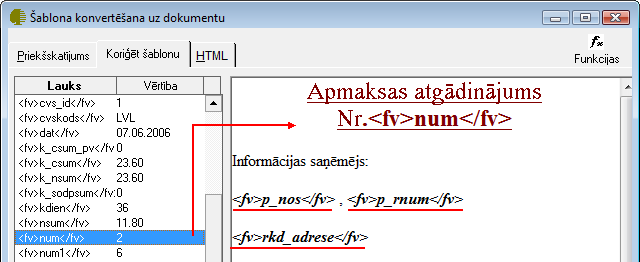 Šablona konvertēšana uz dokumentu
Priekšskatījums Koriģēt šablonu HTML
fx
Funkcijas
Lauks Vērtība
<fv>cvs_id</fv> 1
<fv>cvskods</fv> LVL
<fv>dat</fv> 07.06.2006
<fv>k_csum_pv</fv 0
<fv>k_csum</fv> 23.60
<fv>k_nsum</fv> 23.60
<fv>k_sodpsum</fv: 0
<fv>kdien</fv> 36
<fv>nsum</fv> 11.80
<fv>num</fv> 2
<fv>num1</fv> 6
Apmaksas atgādinājums
Nr.<fv>num</fv>
Informācijas saņēmējs:
<fv>p_nos</fv> , <fv>p_rnum</fv>
<fv>rkd_adrese</fv>